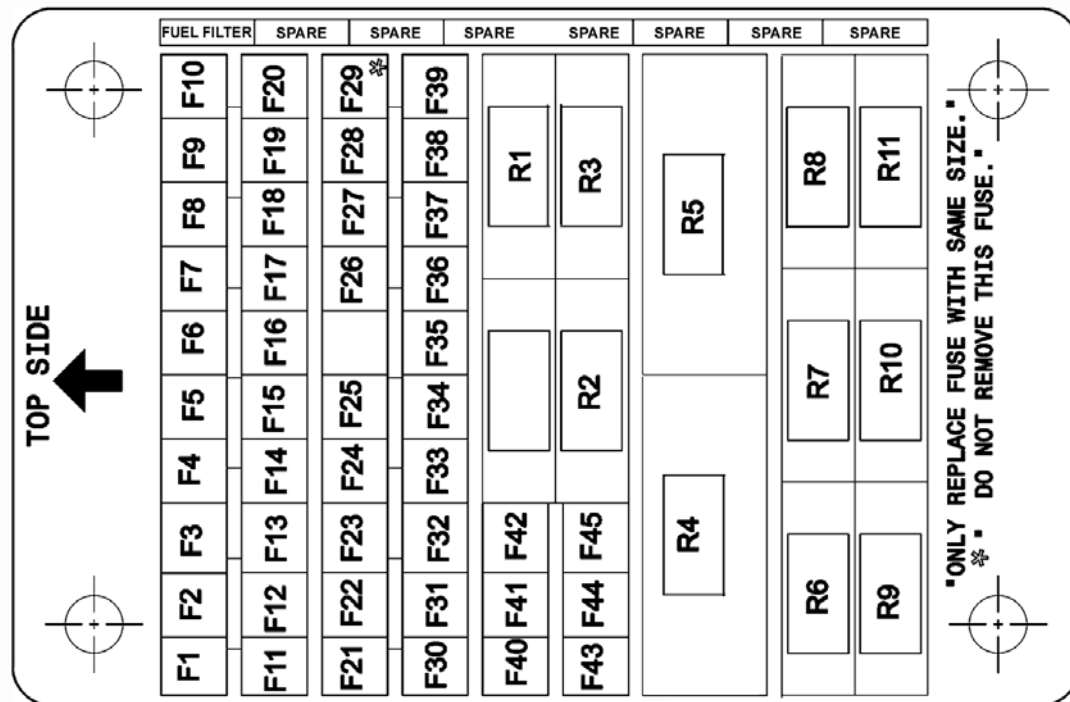 FUEL FILTER SPARE SPARE SPARE SPARE SPARE SPARE SPARE
TOP SIDE
F10 F20 F29 * F39
F9 F19 F28 F38
F8 F18 F27 F37
F7 F17 F26 F36
F6 F16 F35
F5 F15 F25 F34
F4 F14 F24 F33
F3 F13 F23 F32 F42 F45
F2 F12 F22 F31 F41 F44
F1 F11 F21 F30 F40 F43
R1 R3 R5 R8 R11
R2 R7 R10
R4 R6 R9
"ONLY REPLACE FUSE WITH SAME SIZE."
* " DO NOT REMOVE THIS FUSE."